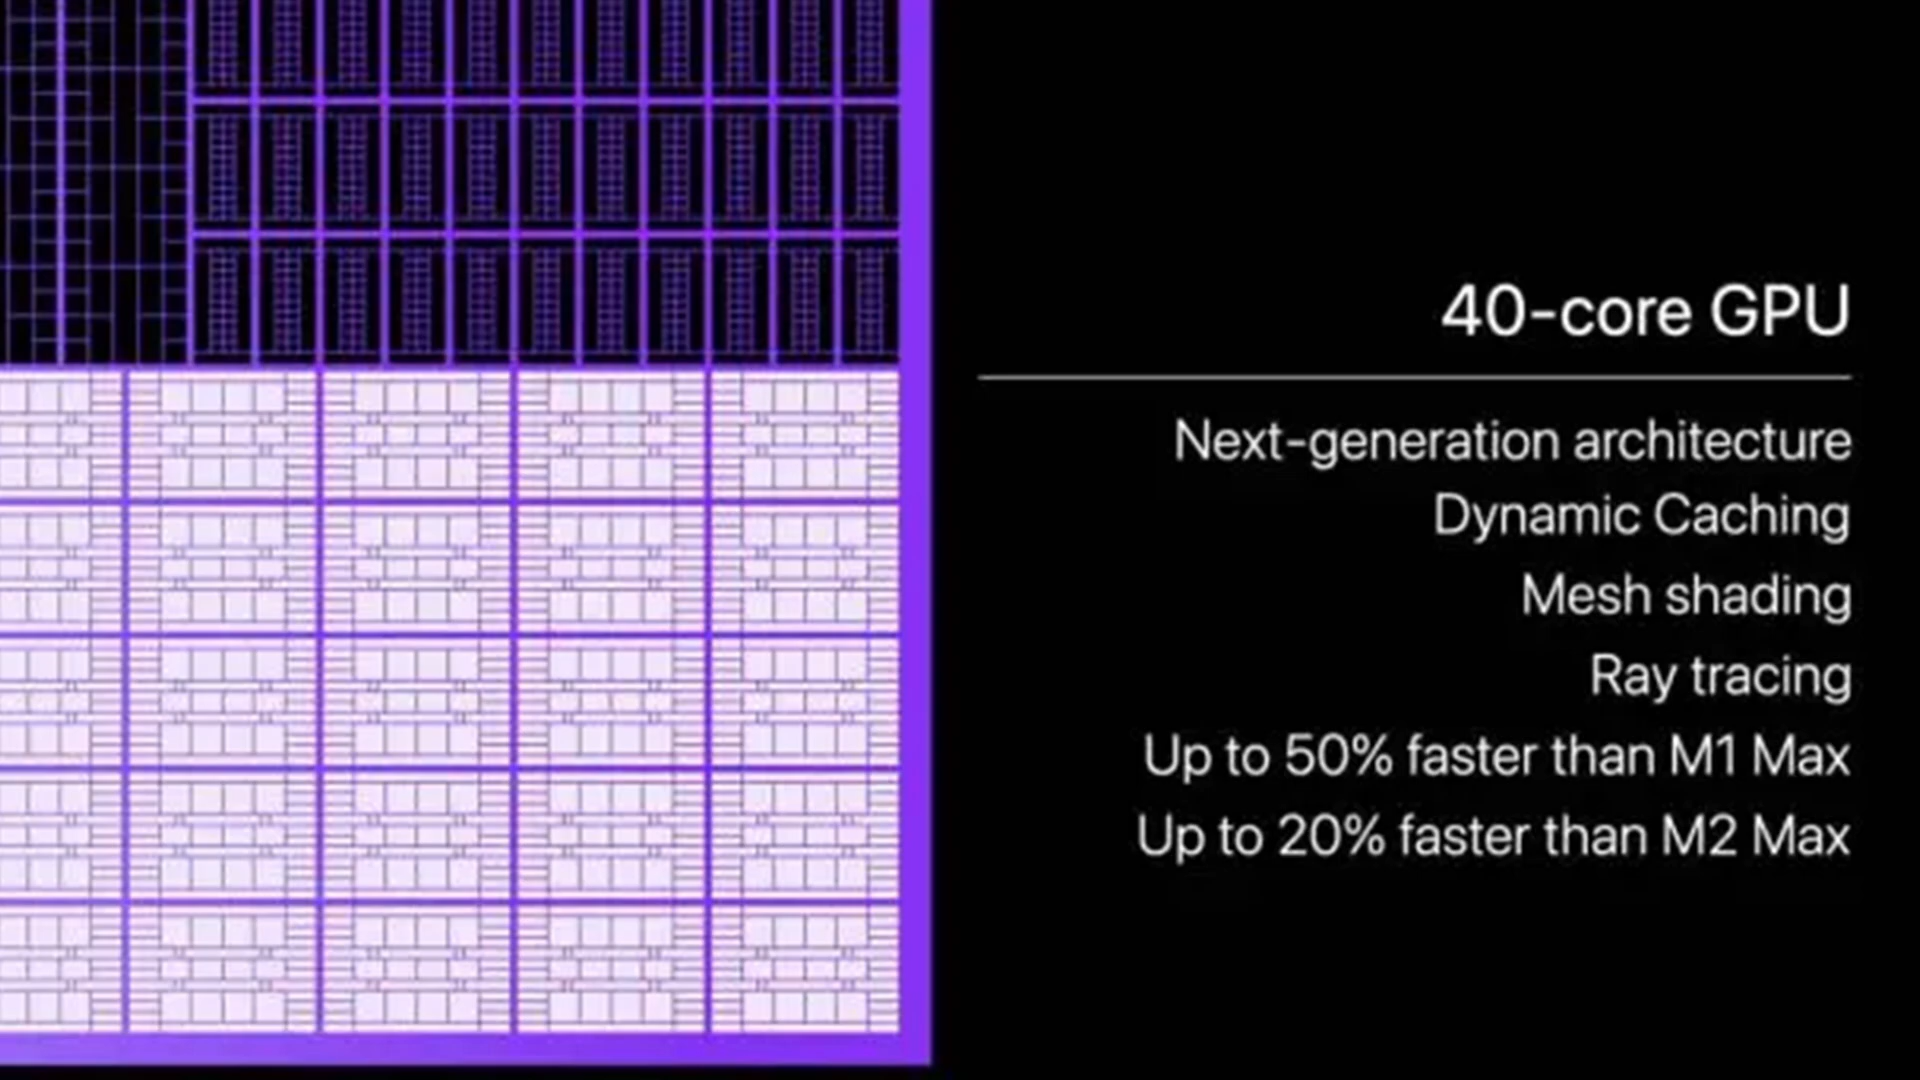 40-core GPU
Next-generation architecture
Dynamic Caching
Mesh shading
Ray tracing
Up to 50% faster than M1 Max
Up to 20% faster than M2 Max